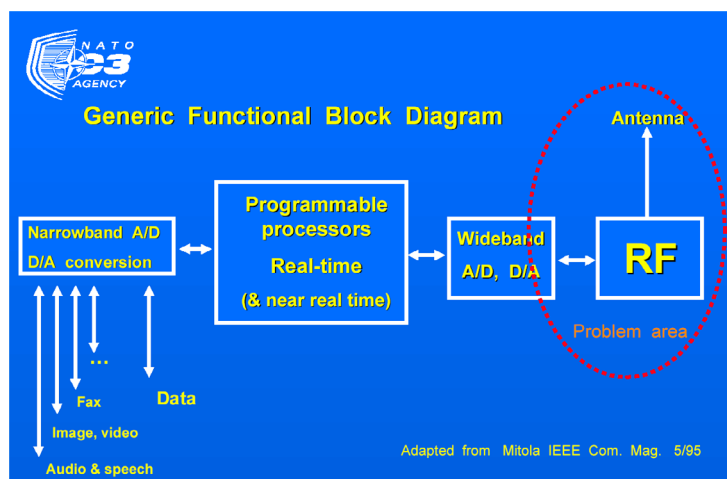 NATO
C3
AGENCY
Generic Functional Block Diagram
Antenna
Narrowband A/D
D/A conversion
Programmable
processors
Real-time
(& near real time)
Wideband
A/D, D/A
RF
Problem area
...
Data
Fax
Image, video
Audio & speech
Adapted from Mitola IEEE Com. Mag. 5/95